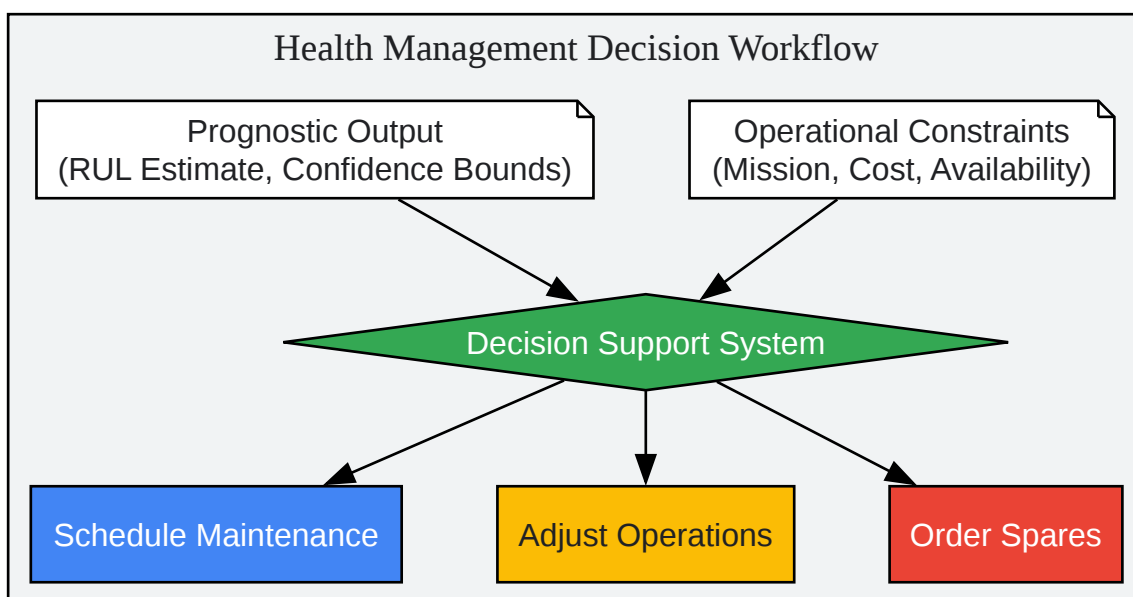 Health Management Decision Workflow
Prognostic Output
(RUL Estimate, Confidence Bounds)
Operational Constraints
(Mission, Cost, Availability)
Decision Support System
Schedule Maintenance
Adjust Operations
Order Spares